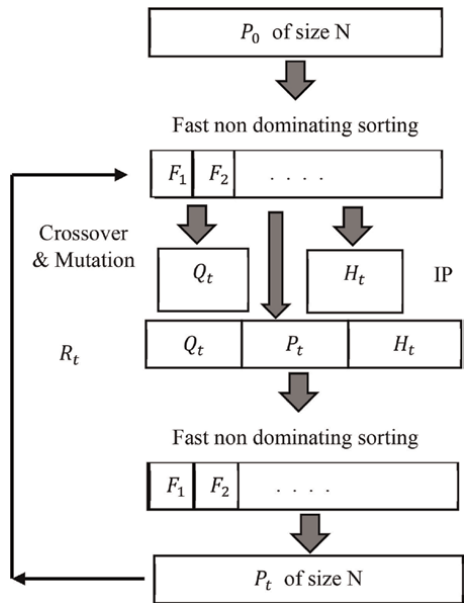 P₀ of size N
Fast non dominating sorting
F₁ F₂ . . . .
Crossover
& Mutation
Qₜ Hₜ IP
Qₜ Pₜ Hₜ
Rₜ
Fast non dominating sorting
F₁ F₂ . . . .
Pₜ of size N